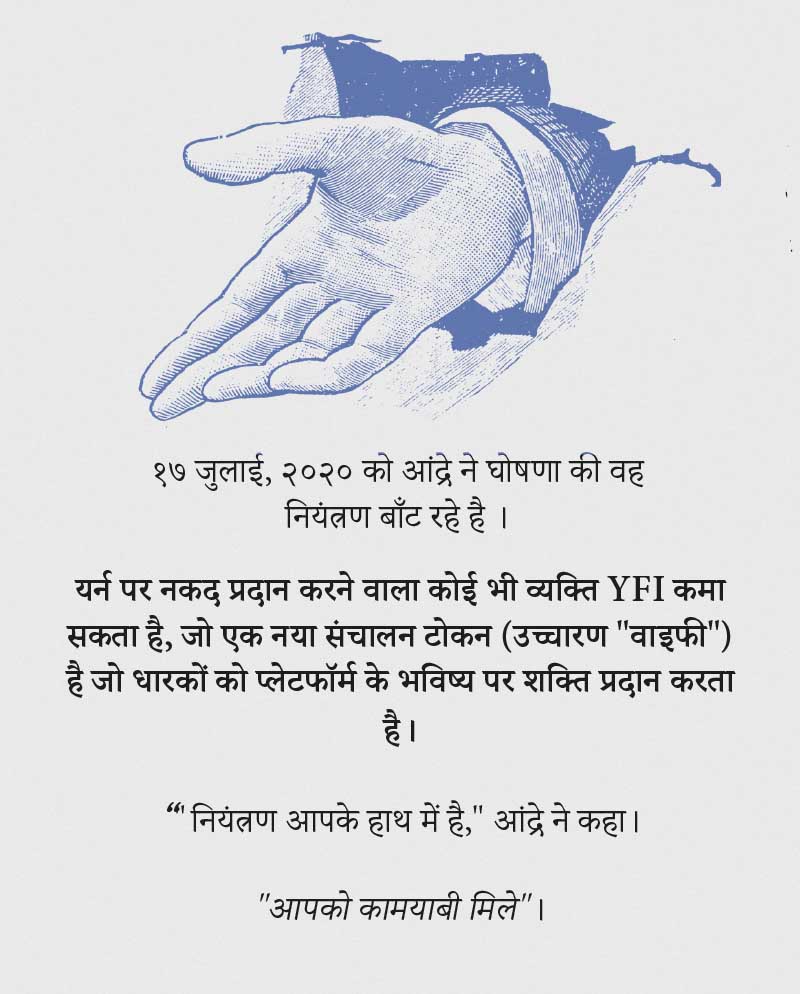 १७ जुलाई, २०२० को आंद्रे ने घोषणा की वह
नियंत्रण बाँट रहे है ।
यर्न पर नकद प्रदान करने वाला कोई भी व्यक्ति YFI कमा
सकता है, जो एक नया संचालन टोकन (उच्चारण "वाइफी")
है जो धारकों को प्लेटफॉर्म के भविष्य पर शक्ति प्रदान करता
है।
“"नियंत्रण आपके हाथ में है," आंद्रे ने कहा।
"आपको कामयाबी मिले"।